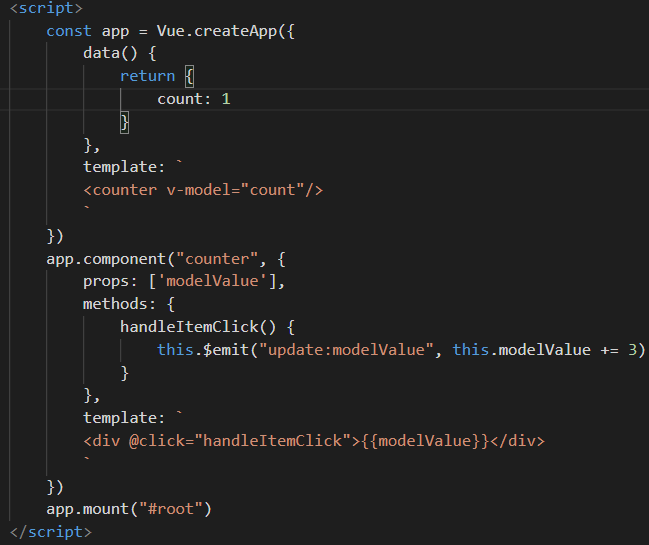 <script>
    const app = Vue.createApp({
        data() {
            return {
                count: 1
            }
        },
        template: `
        <counter v-model="count"/>
        `
    })
    app.component("counter", {
        props: ['modelValue'],
        methods: {
            handleItemClick() {
                this.$emit("update:modelValue", this.modelValue += 3)
            }
        },
        template: `
        <div @click="handleItemClick">{{modelValue}}</div>
        `
    })
    app.mount("#root")
</script>